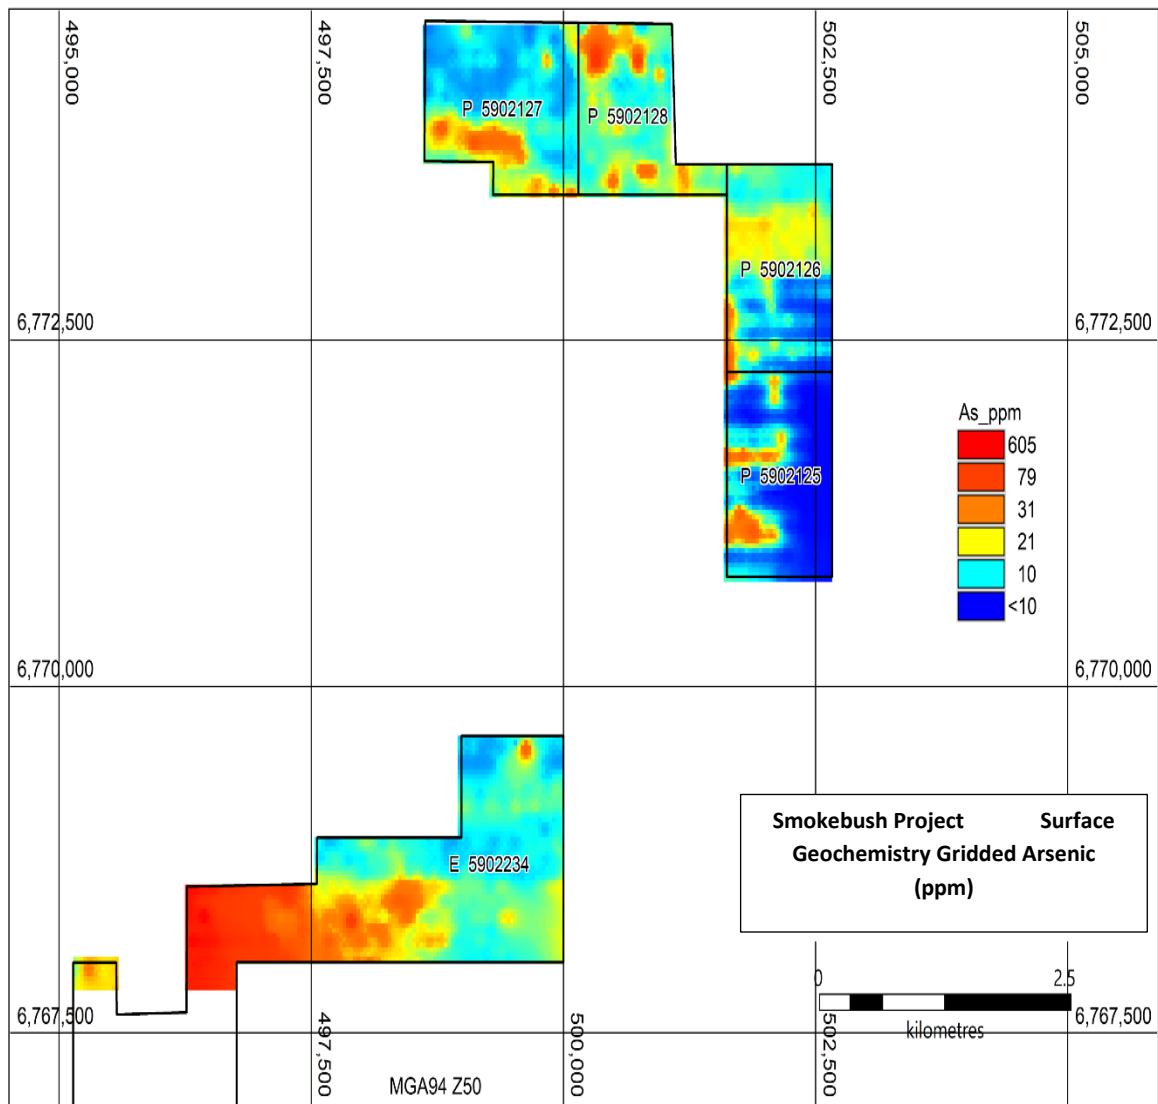 495,000
497,500
502,500
505,000
P 5902127
P 5902128
P 5902126
6,772,500
6,772,500
As_ppm
605
79
31
21
10
<10
P 5902125
6,770,000
6,770,000
Smokebush Project Surface
Geochemistry Gridded Arsenic
(ppm)
E 5902234
0
2.5
kilometres
6,767,500
6,767,500
497,500
500,000
502,500
MGA94 Z50